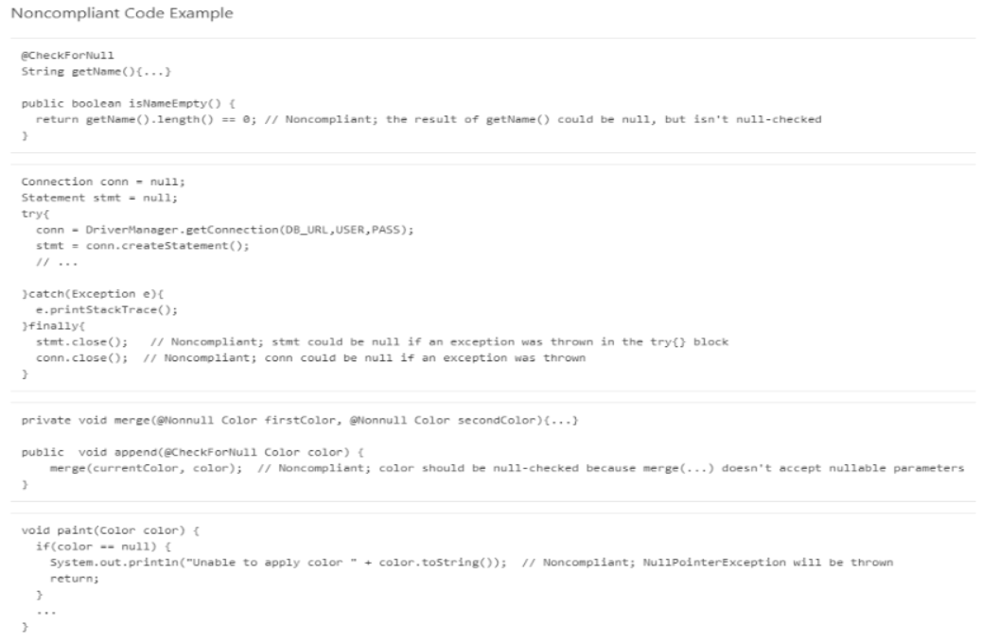 Noncompliant Code Example
@CheckForNull
String getName(){...}
public boolean isNameEmpty() {
return getName().length() == 0; // Noncompliant; the result of getName() could be null, but isn't null-checked
}
Connection conn = null;
Statement stmt = null;
try{
conn = DriverManager.getConnection(DB_URL,USER,PASS);
stmt = conn.createStatement();
// ...
}catch(Exception e){
e.printStackTrace();
}finally{
stmt.close();   // Noncompliant; stmt could be null if an exception was thrown in the try{} block
conn.close();  // Noncompliant; conn could be null if an exception was thrown
}
private void merge(@Nonnull Color firstColor, @Nonnull Color secondColor){...}
public  void append(@CheckForNull Color color) {
merge(currentColor, color);  // Noncompliant; color should be null-checked because merge(...) doesn't accept nullable parameters
}
void paint(Color color) {
if(color == null) {
System.out.println("Unable to apply color " + color.toString());  // Noncompliant; NullPointerException will be thrown
return;
}
...
}